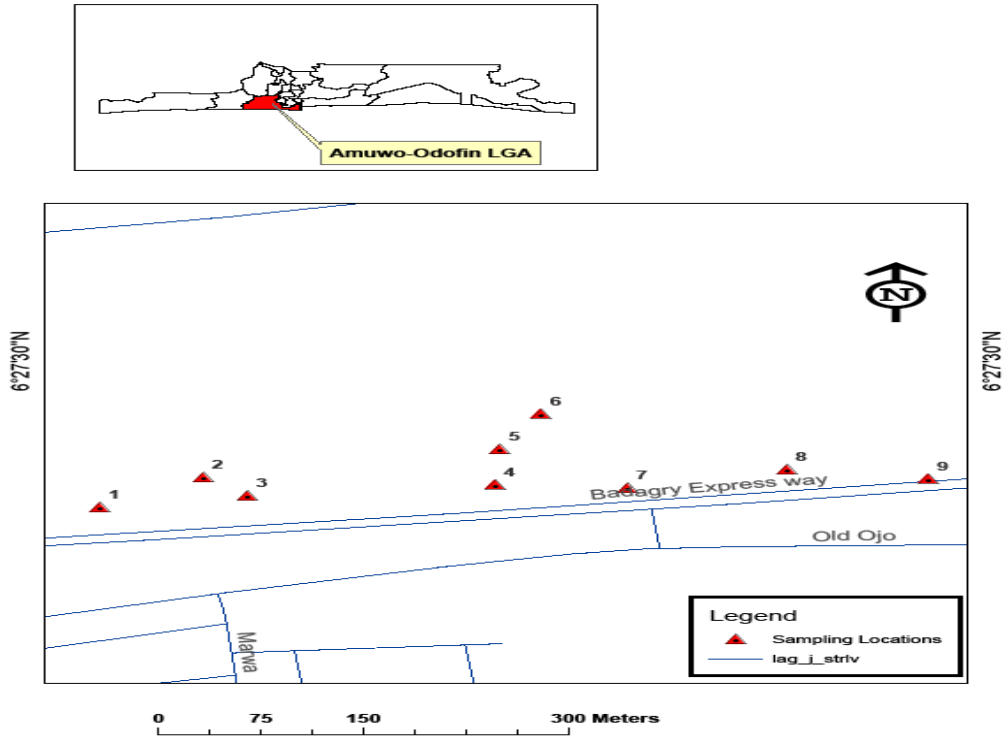 Amuwo-Odofin LGA
N
6°27'30"N
6°27'30"N
6
5
2
8
3
4
7
9
1
Badagry Express way
Old Ojo
Marwa
Legend
Sampling Locations
lag_j_strlv
0 75 150 300 Meters